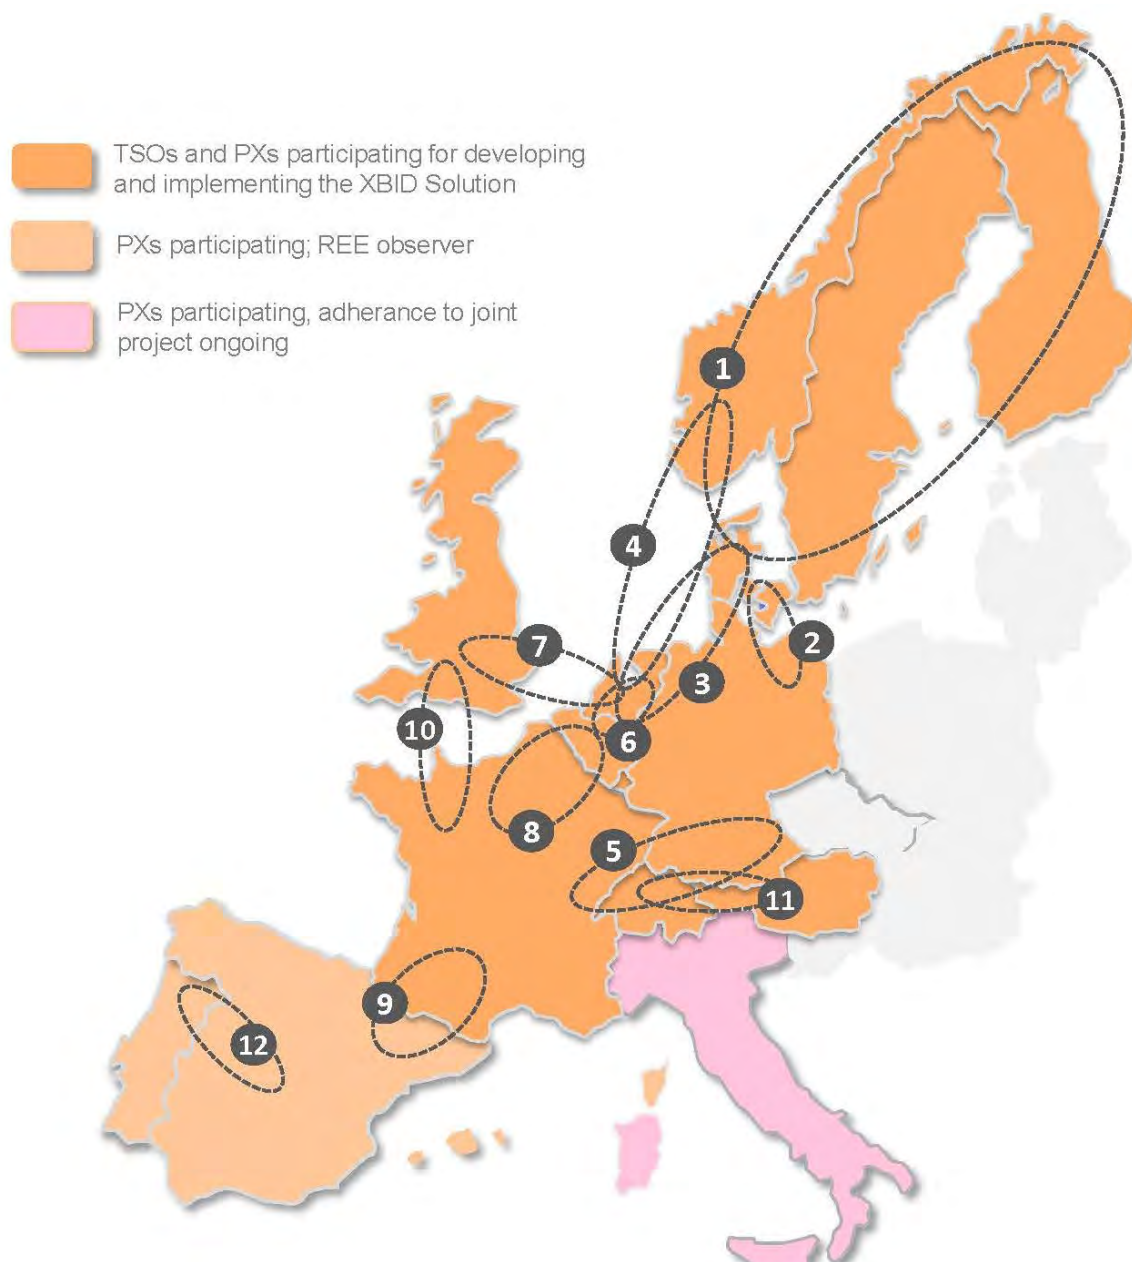 TSOs and PXs participating for developing
and implementing the XBID Solution
PXs participating; REE observer
PXs participating, adherance to joint
project ongoing
1
4
7
2
3
10
6
8
5
11
9
12